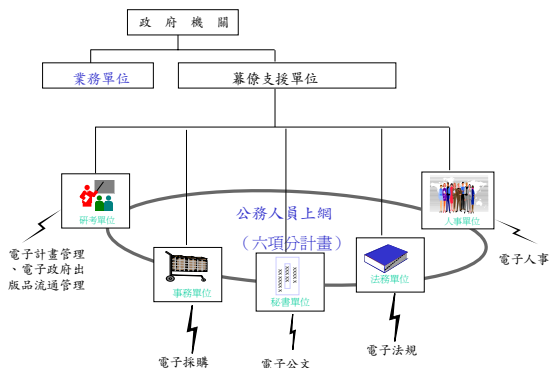 政府機關
業務單位
幕僚支援單位
公務人員上網
（六項分計畫）
研考單位
人事單位
事務單位
秘書單位
法務單位
電子計畫管理
、電子政府出
版品流通管理
電子人事
電子採購
電子公文
電子法規